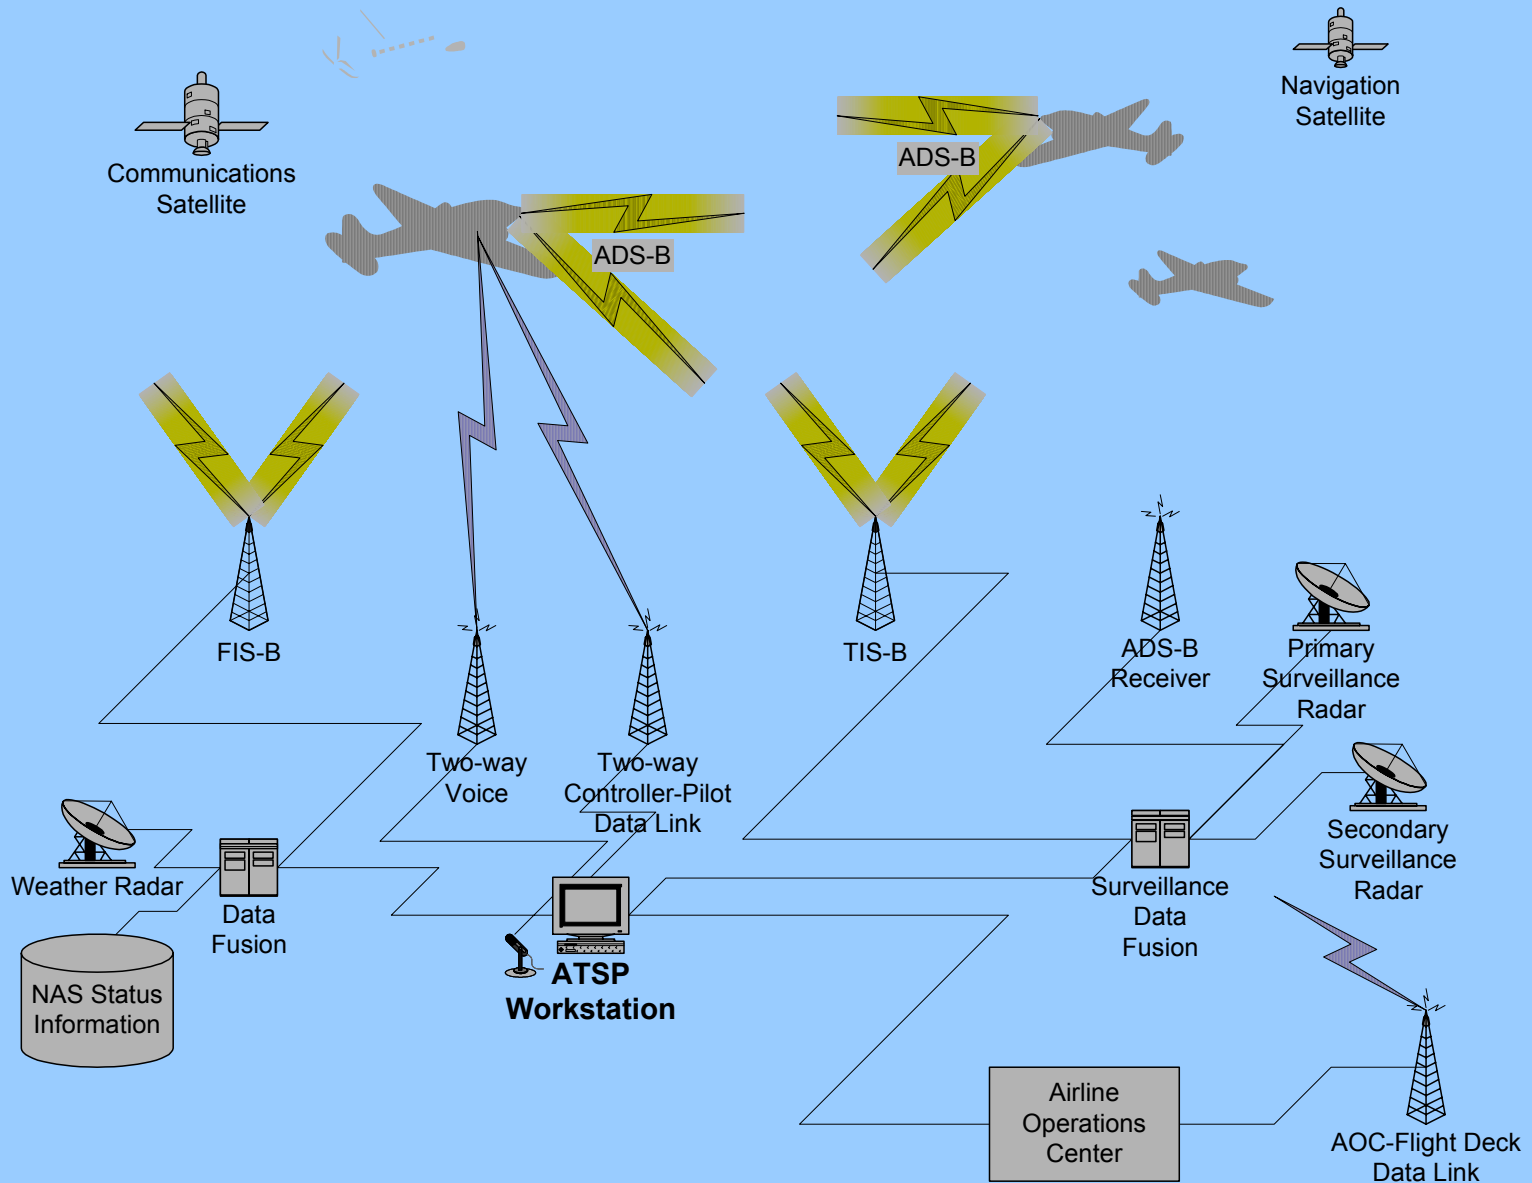 Navigation
Satellite
Communications
Satellite
ADS-B
ADS-B
FIS-B
TIS-B
ADS-B
Receiver
Primary
Surveillance
Radar
Two-way
Voice
Two-way
Controller-Pilot
Data Link
Secondary
Surveillance
Radar
Weather Radar
Data
Fusion
Surveillance
Data
Fusion
ATSP
Workstation
NAS Status
Information
Airline
Operations
Center
AOC-Flight Deck
Data Link